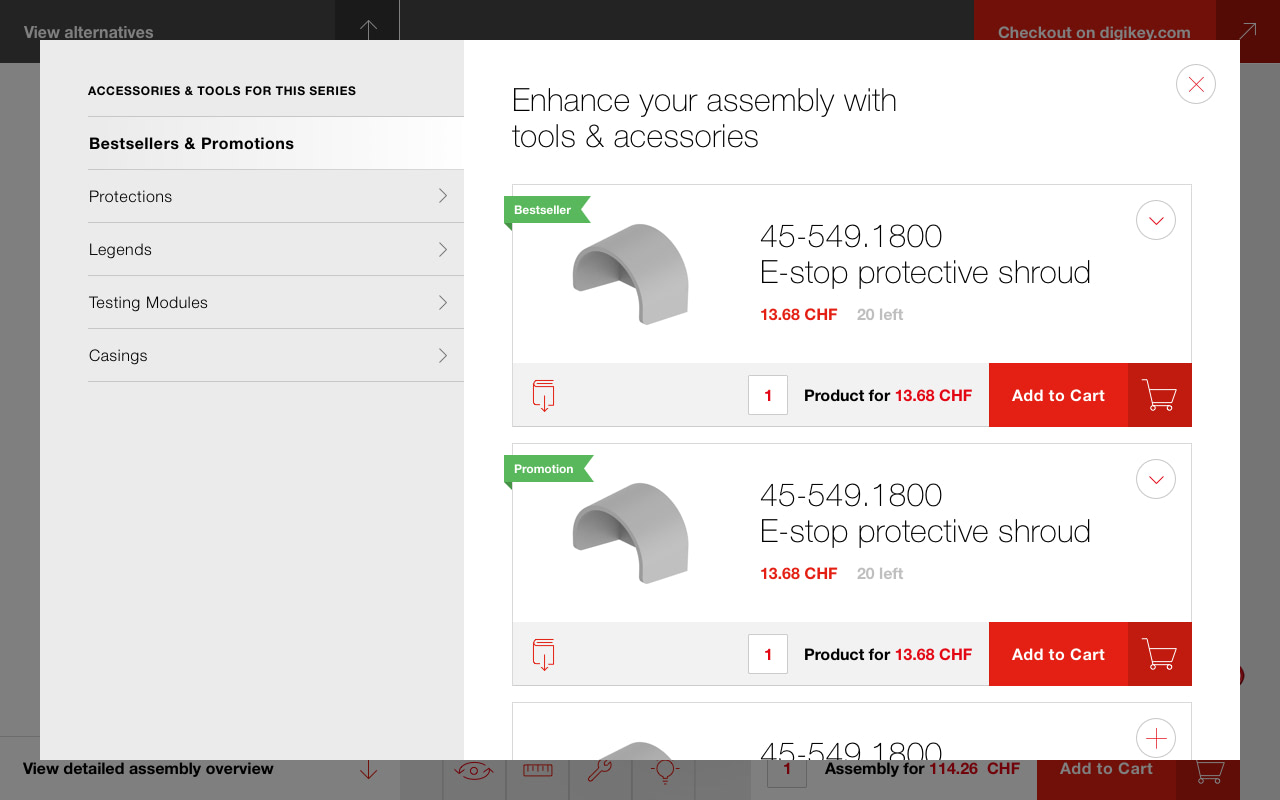 View alternatives
Checkout on digikey.com
ACCESSORIES & TOOLS FOR THIS SERIES
Bestsellers & Promotions
Protections
Legends
Testing Modules
Casings
Enhance your assembly with
tools & acessories
Bestseller
45-549.1800
E-stop protective shroud
13.68 CHF 20 left
1 Product for 13.68 CHF Add to Cart
Promotion
45-549.1800
E-stop protective shroud
13.68 CHF 20 left
1 Product for 13.68 CHF Add to Cart
45-549.1800
View detailed assembly overview
1 Assembly for 114.26 CHF Add to Cart